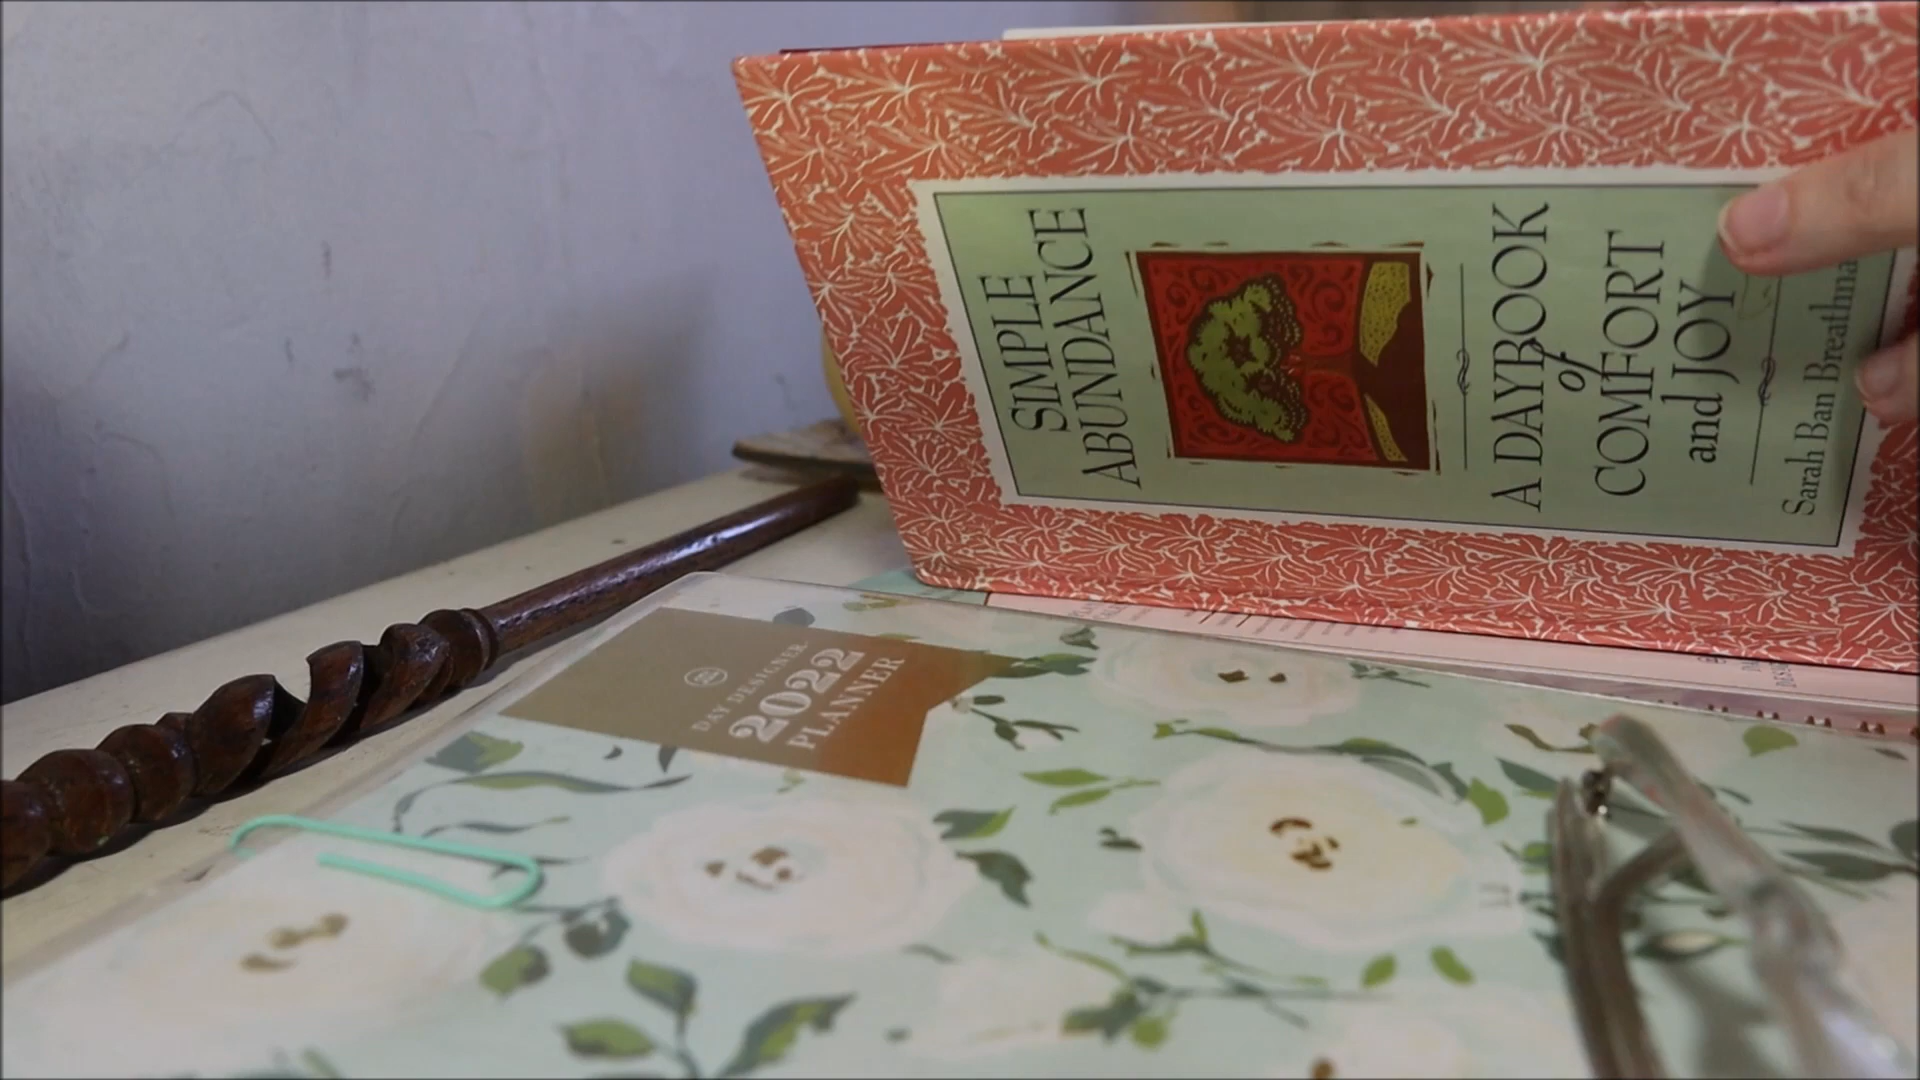 SIMPLE
ABUNDANCE
A DAYBOOK
of
COMFORT
and JOY
Sarah Ban Breathna
DAY DESIGNER
2022
PLANNER